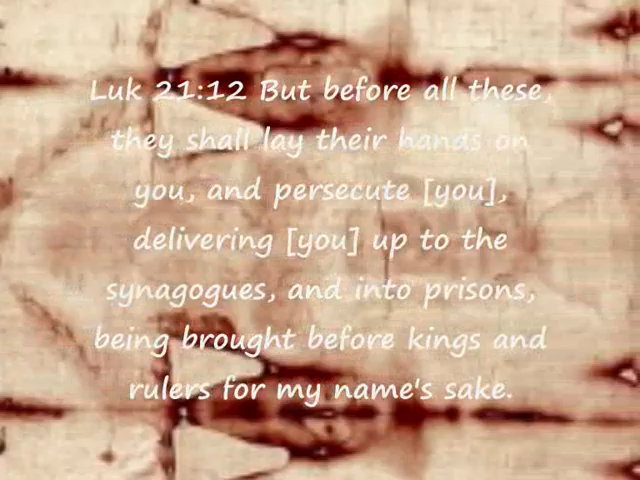 Luk 21:12 But before all these,
they shall lay their hands on
you, and persecute [you],
delivering [you] up to the
synagogues, and into prisons,
being brought before kings and
rulers for my name's sake.